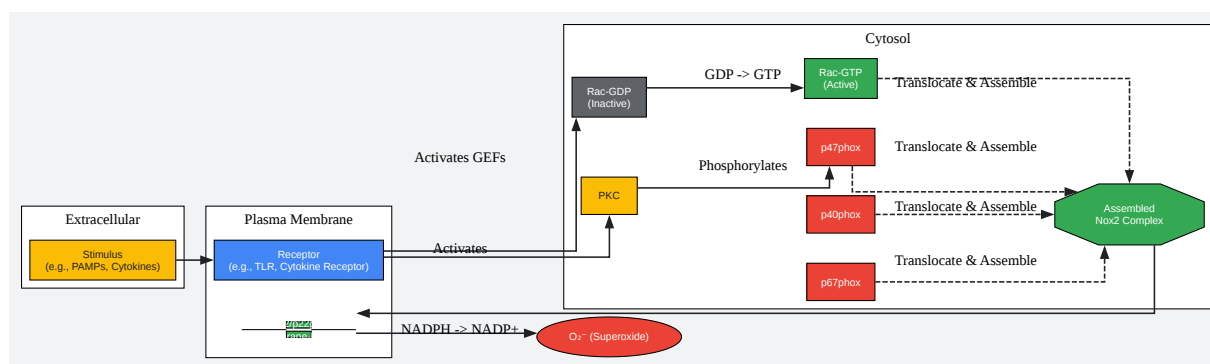 Cytosol
Rac-GDP
(Inactive)
GDP -> GTP
Rac-GTP
(Active)
Translocate & Assemble
Activates GEFs
p47phox
Translocate & Assemble
Phosphorylates
PKC
p40phox
Translocate & Assemble
Assembled
Nox2 Complex
Extracellular
Stimulus
(e.g., PAMPs, Cytokines)
Plasma Membrane
Receptor
(e.g., TLR, Cytokine Receptor)
Activates
Translocate & Assemble
p67phox
NADPH -> NADP+
O₂⁻ (Superoxide)